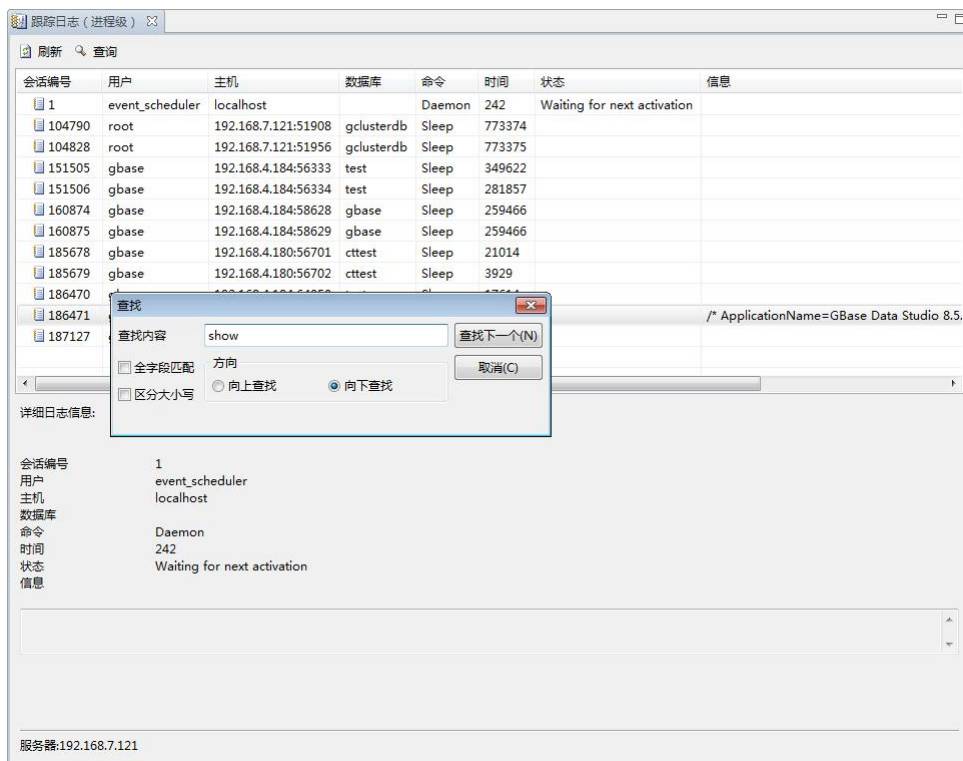 跟踪日志（进程级）
刷新 查询
会话编号 用户 主机 数据库 命令 时间 状态 信息
1 event_scheduler localhost Daemon 242 Waiting for next activation
104790 root 192.168.7.121:51908 gclusterdb Sleep 773374
104828 root 192.168.7.121:51956 gclusterdb Sleep 773375
151505 gbase 192.168.4.184:56333 test Sleep 349622
151506 gbase 192.168.4.184:56334 test Sleep 281857
160874 gbase 192.168.4.184:58628 gbase Sleep 259466
160875 gbase 192.168.4.184:58629 gbase Sleep 259466
185678 gbase 192.168.4.180:56701 cttest Sleep 21014
185679 gbase 192.168.4.180:56702 cttest Sleep 3929
186470
186471 /* ApplicationName=GBase Data Studio 8.5.
187127
查找
查找内容 show 查找下一个(N)
全字段匹配 方向 取消(C)
区分大小写 向上查找 向下查找
详细日志信息:
会话编号 1
用户 event_scheduler
主机 localhost
数据库
命令 Daemon
时间 242
状态 Waiting for next activation
信息
服务器:192.168.7.121